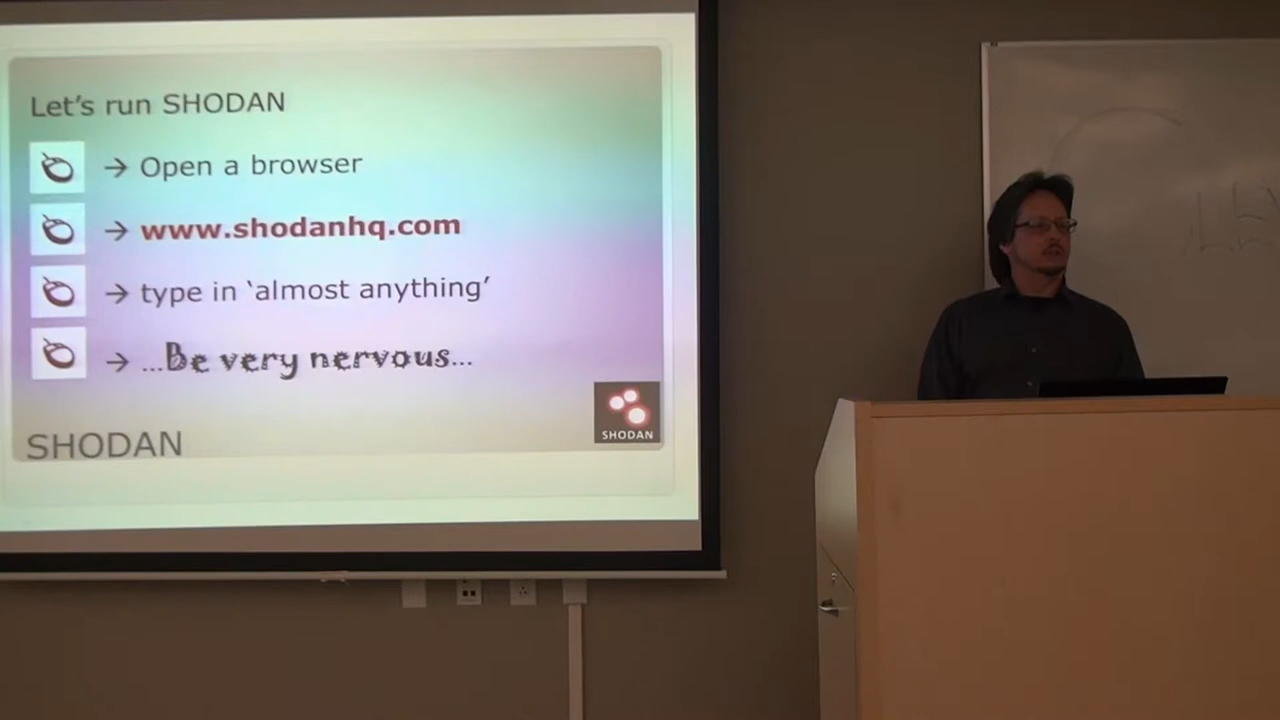 Let's run SHODAN
→ Open a browser
→ www.shodanhq.com
→ type in ‘almost anything’
→ ...Be very nervous...
SHODAN
SHODAN